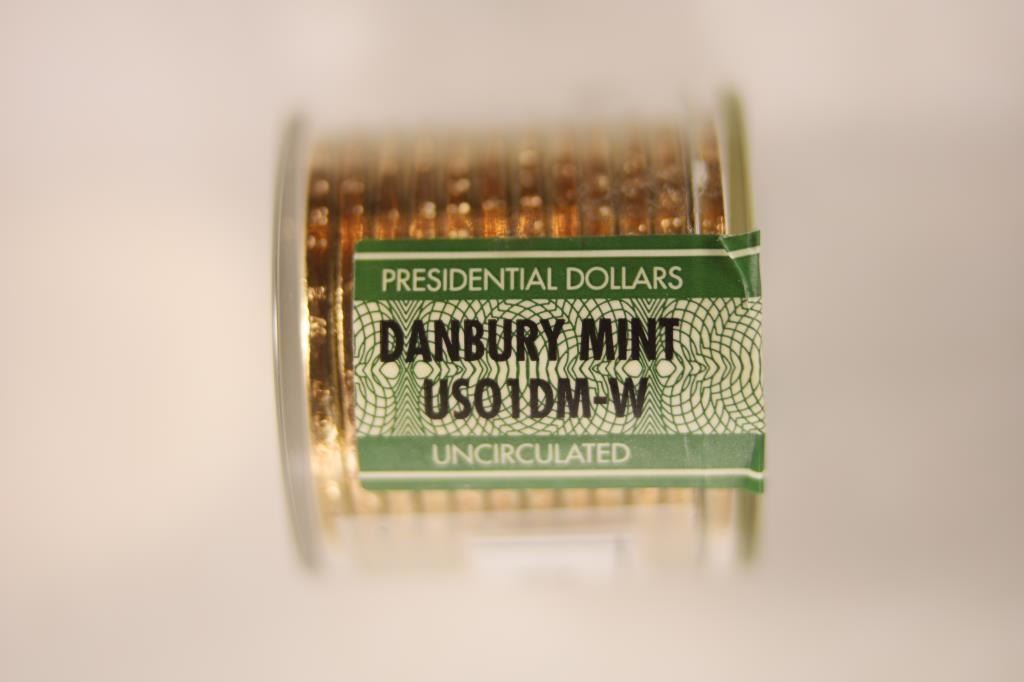 PRESIDENTIAL DOLLARS
DANBURY MINT
US01DM-W
UNCIRCULATED